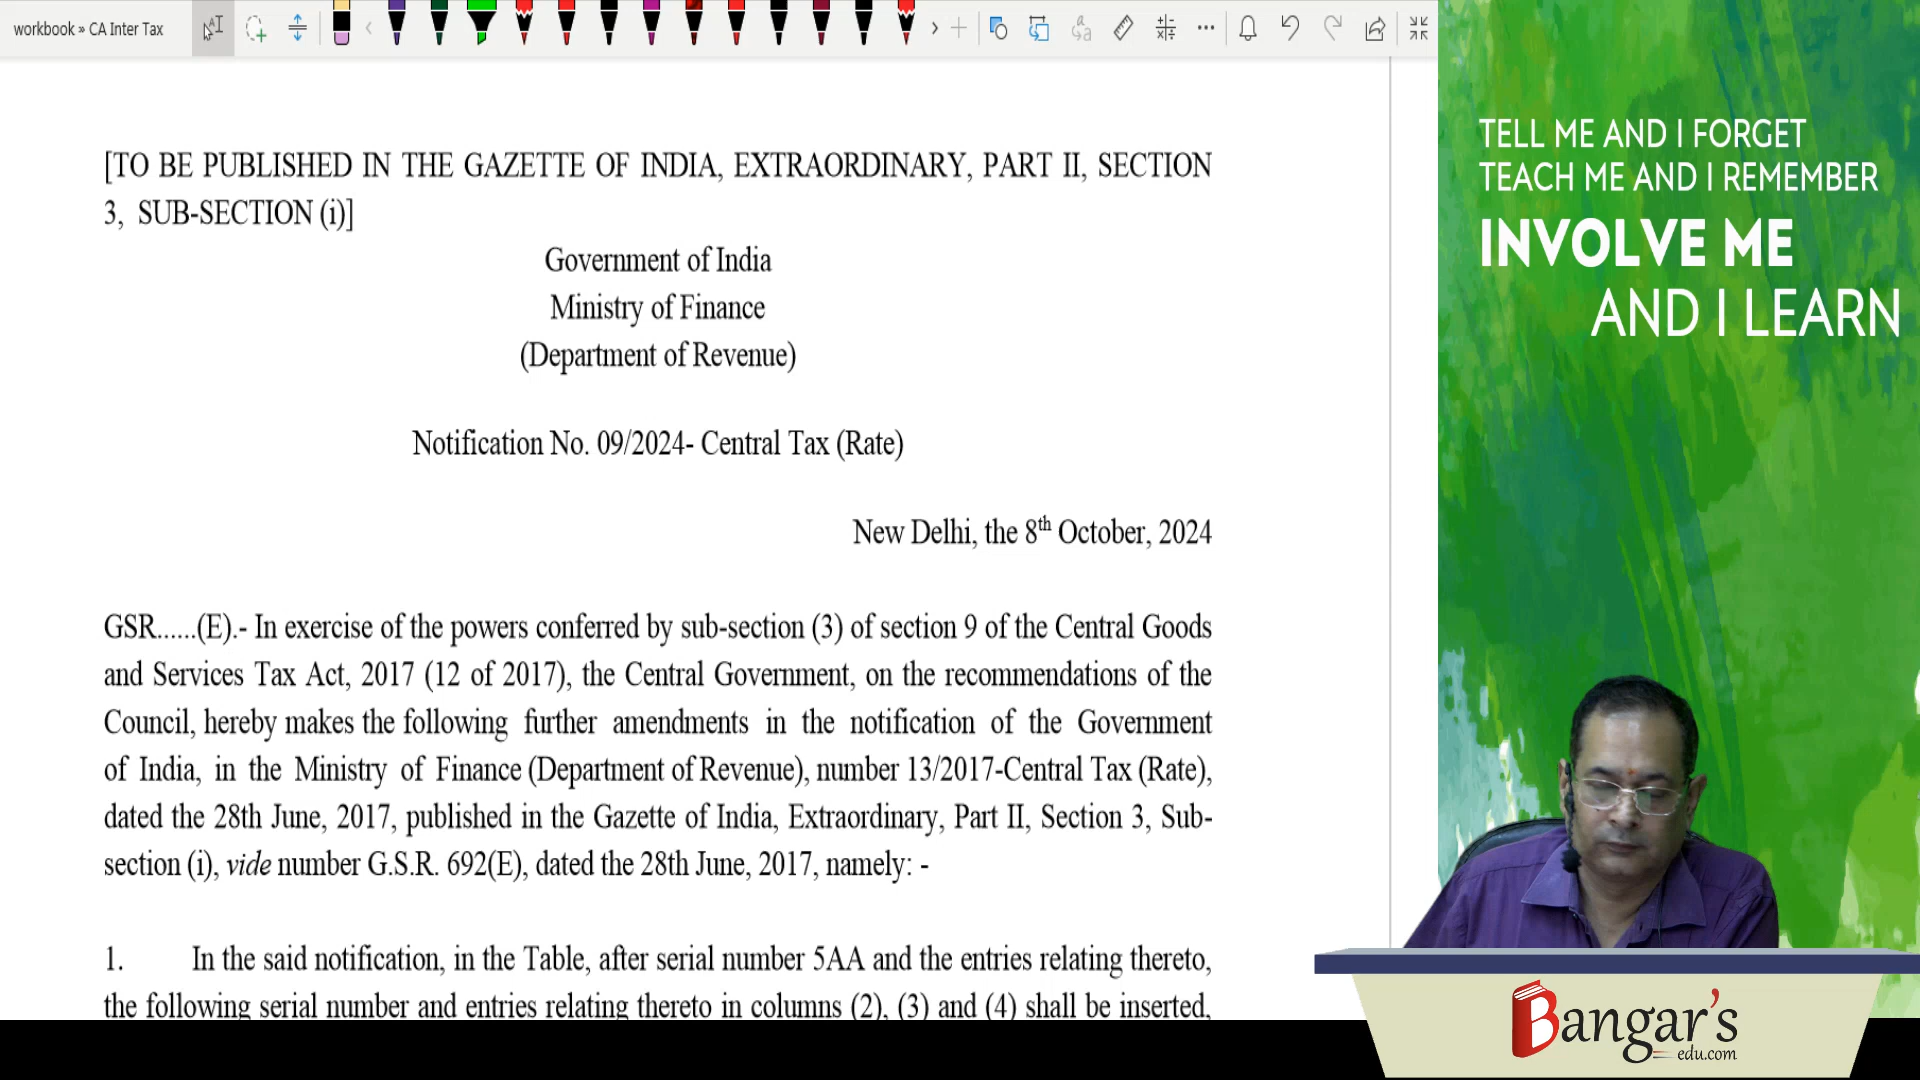 workbook » CA Inter Tax
[TO BE PUBLISHED IN THE GAZETTE OF INDIA, EXTRAORDINARY, PART II, SECTION
3, SUB-SECTION (i)]
Government of India
Ministry of Finance
(Department of Revenue)
Notification No. 09/2024- Central Tax (Rate)
New Delhi, the 8th October, 2024
GSR......(E).- In exercise of the powers conferred by sub-section (3) of section 9 of the Central Goods
and Services Tax Act, 2017 (12 of 2017), the Central Government, on the recommendations of the
Council, hereby makes the following further amendments in the notification of the Government
of India, in the Ministry of Finance (Department of Revenue), number 13/2017-Central Tax (Rate),
dated the 28th June, 2017, published in the Gazette of India, Extraordinary, Part II, Section 3, Sub-
section (i), vide number G.S.R. 692(E), dated the 28th June, 2017, namely: -
1. In the said notification, in the Table, after serial number 5AA and the entries relating thereto,
the following serial number and entries relating thereto in columns (2), (3) and (4) shall be inserted,
TELL ME AND I FORGET
TEACH ME AND I REMEMBER
INVOLVE ME
AND I LEARN
Bangar's
edu.com